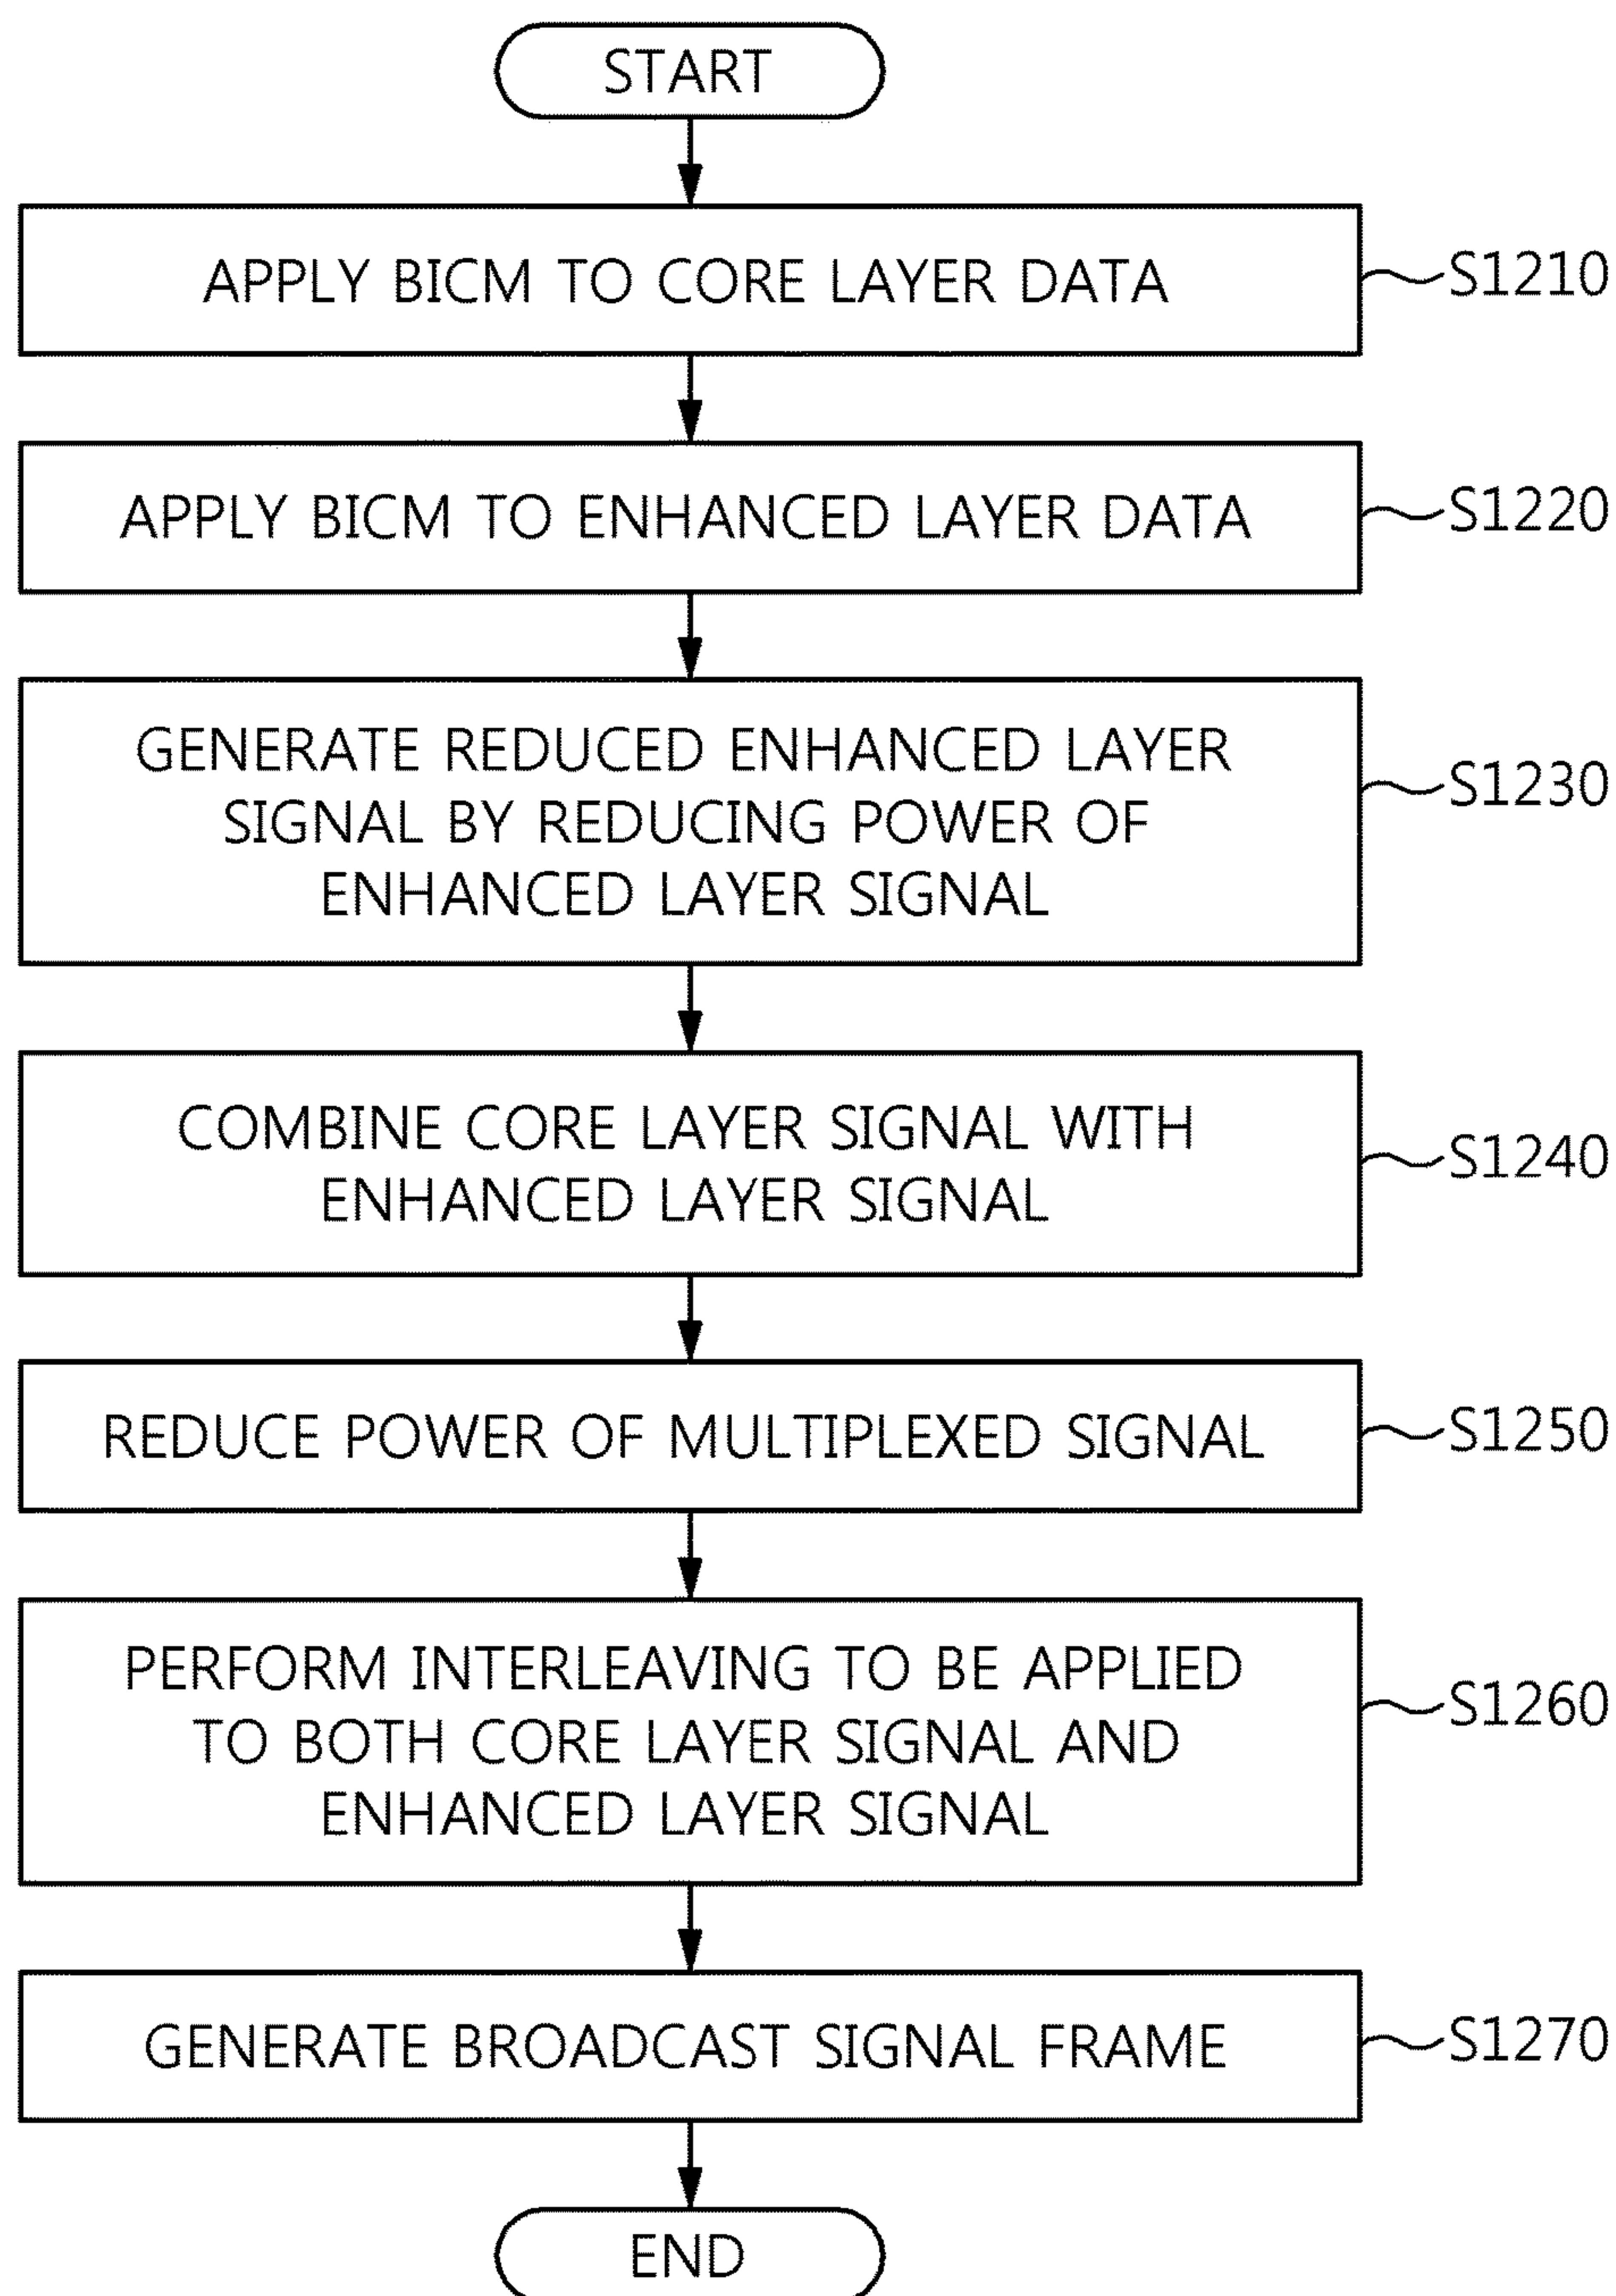 START
APPLY BICM TO CORE LAYER DATA
S1210
APPLY BICM TO ENHANCED LAYER DATA
S1220
GENERATE REDUCED ENHANCED LAYER
SIGNAL BY REDUCING POWER OF
ENHANCED LAYER SIGNAL
S1230
COMBINE CORE LAYER SIGNAL WITH
ENHANCED LAYER SIGNAL
S1240
REDUCE POWER OF MULTIPLEXED SIGNAL
S1250
PERFORM INTERLEAVING TO BE APPLIED
TO BOTH CORE LAYER SIGNAL AND
ENHANCED LAYER SIGNAL
S1260
GENERATE BROADCAST SIGNAL FRAME
S1270
END